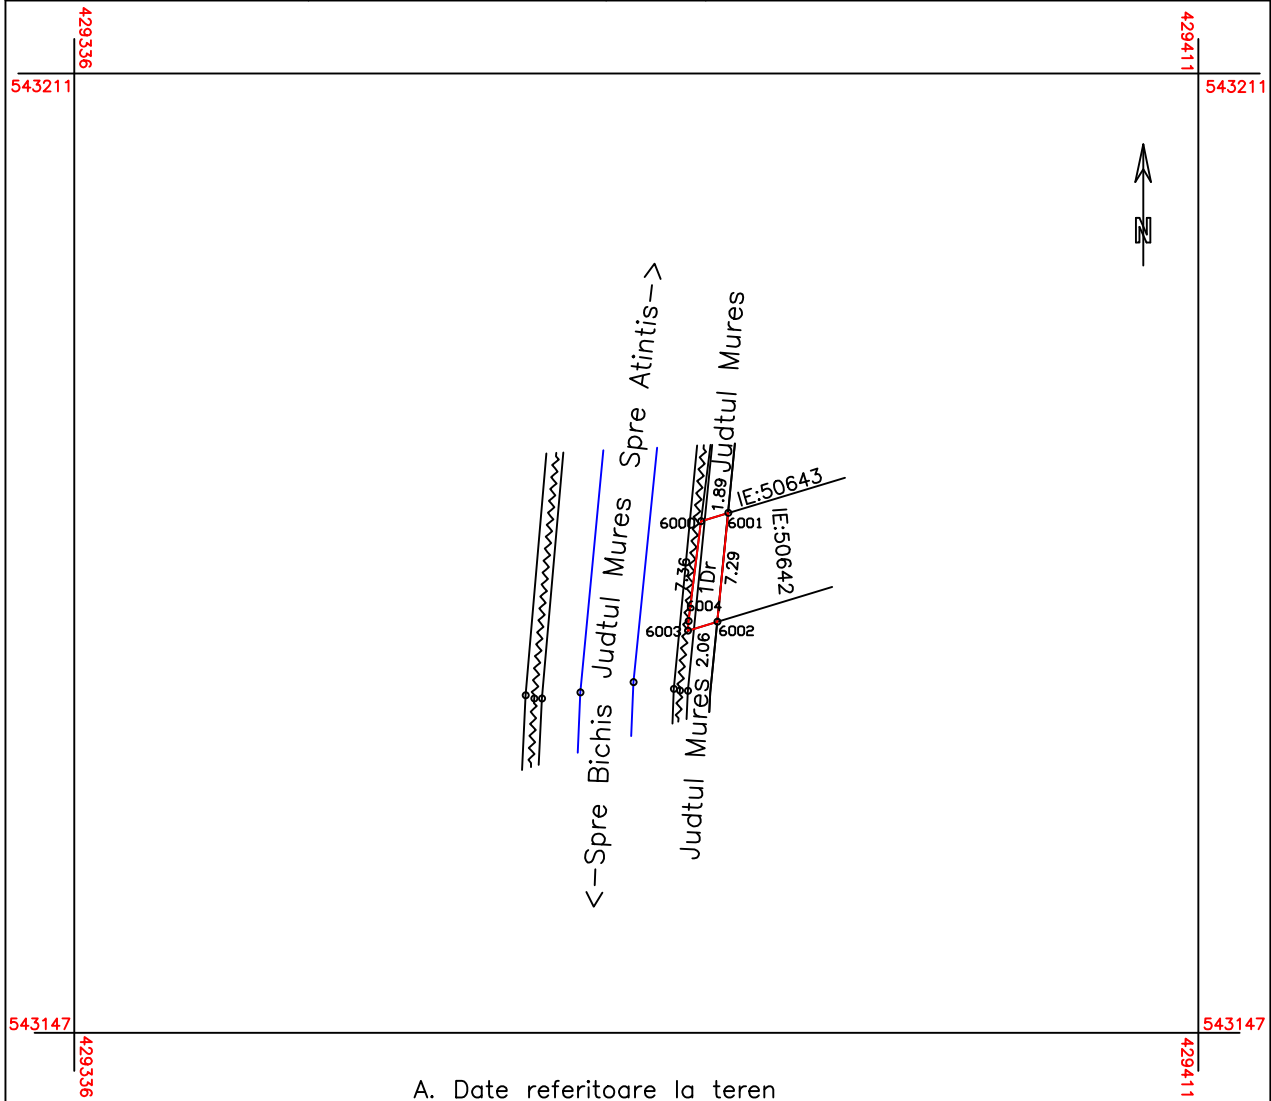 429336
429411
543211
543211
N
Spre Atintis-->
Judtul Mures
<--Spre Bichis Judtul Mures
IE:50643
1.89
6000
6001
IE:50642
7.36
1Dr
7.29
6004
6003
6002
2.06
Judtul Mures
543147
543147
429336
429411
A. Date referitoare la teren